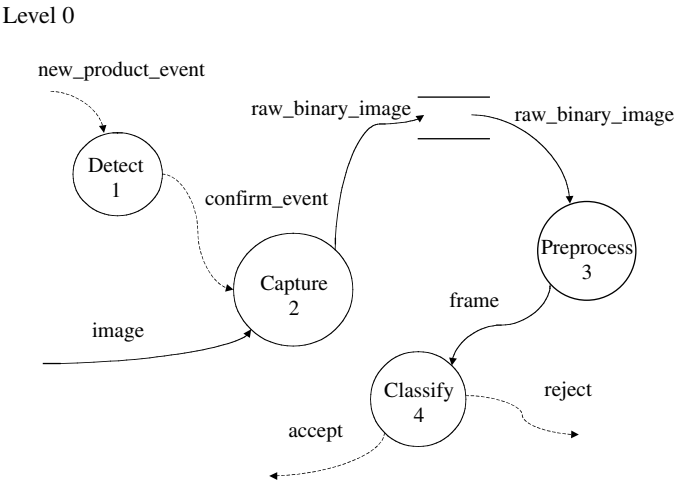 Level 0
new_product_event
raw_binary_image
raw_binary_image
Detect
1
confirm_event
Preprocess
3
Capture
2
frame
image
Classify
4
reject
accept